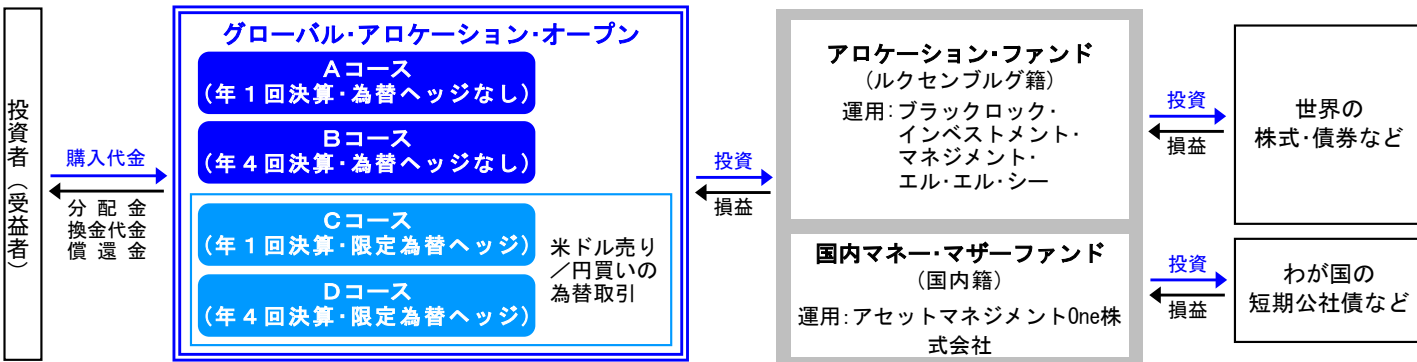 投資者（受益者）
購入代金
分配金
換金代金
償還金
グローバル・アロケーション・オープン
Aコース
(年１回決算・為替ヘッジなし)
Bコース
(年４回決算・為替ヘッジなし)
Cコース
(年１回決算・限定為替ヘッジ)
Dコース
(年４回決算・限定為替ヘッジ)
米ドル売り
／円買いの
為替取引
投資
損益
アロケーション・ファンド
(ルクセンブルグ籍)
運用：ブラックロック・
インベストメント・
マネジメント・
エル・エル・シー
投資
損益
世界の
株式・債券など
国内マネー・マザーファンド
(国内籍)
運用：アセットマネジメントOne株
式会社
投資
損益
わが国の
短期公社債など